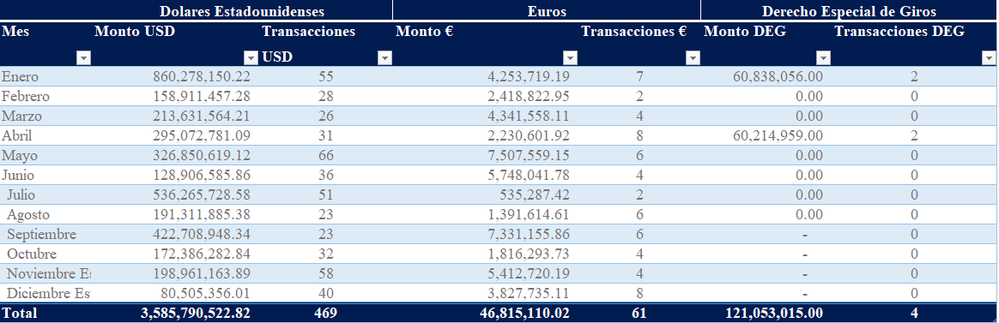 Dolares Estadounidenses Euros Derecho Especial de Giros
Mes Monto USD Transacciones USD Monto € Transacciones € Monto DEG Transacciones DEG
Enero 860,278,150.22 55 4,253,719.19 7 60,838,056.00 2
Febrero 158,911,457.28 28 2,418,822.95 2 0.00 0
Marzo 213,631,564.21 26 4,341,558.11 4 0.00 0
Abril 295,072,781.09 31 2,230,601.92 8 60,214,959.00 2
Mayo 326,850,619.12 66 7,507,559.15 6 0.00 0
Junio 128,906,585.86 36 5,748,041.78 4 0.00 0
Julio 536,265,728.58 51 535,287.42 2 0.00 0
Agosto 191,311,885.38 23 1,391,614.61 6 0.00 0
Septiembre 422,708,948.34 23 7,331,155.86 6 - 0
Octubre 172,386,282.84 32 1,816,293.73 4 - 0
Noviembre Es 198,961,163.89 58 5,412,720.19 4 - 0
Diciembre Es 80,505,356.01 40 3,827,735.11 8 - 0
Total 3,585,790,522.82 469 46,815,110.02 61 121,053,015.00 4